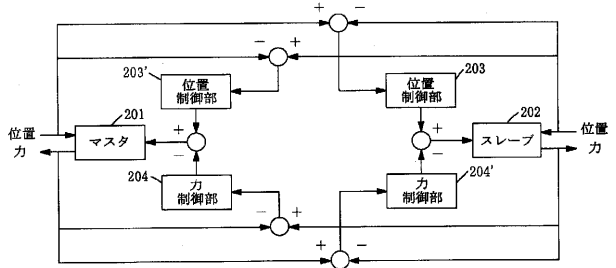 + −
− +
203'
位置
制御部
位置
制御部
203
201
202
位置
力
マスタ
+
−
+
−
スレーブ
位置
力
204
力
制御部
力
制御部
204'
− +
+ −